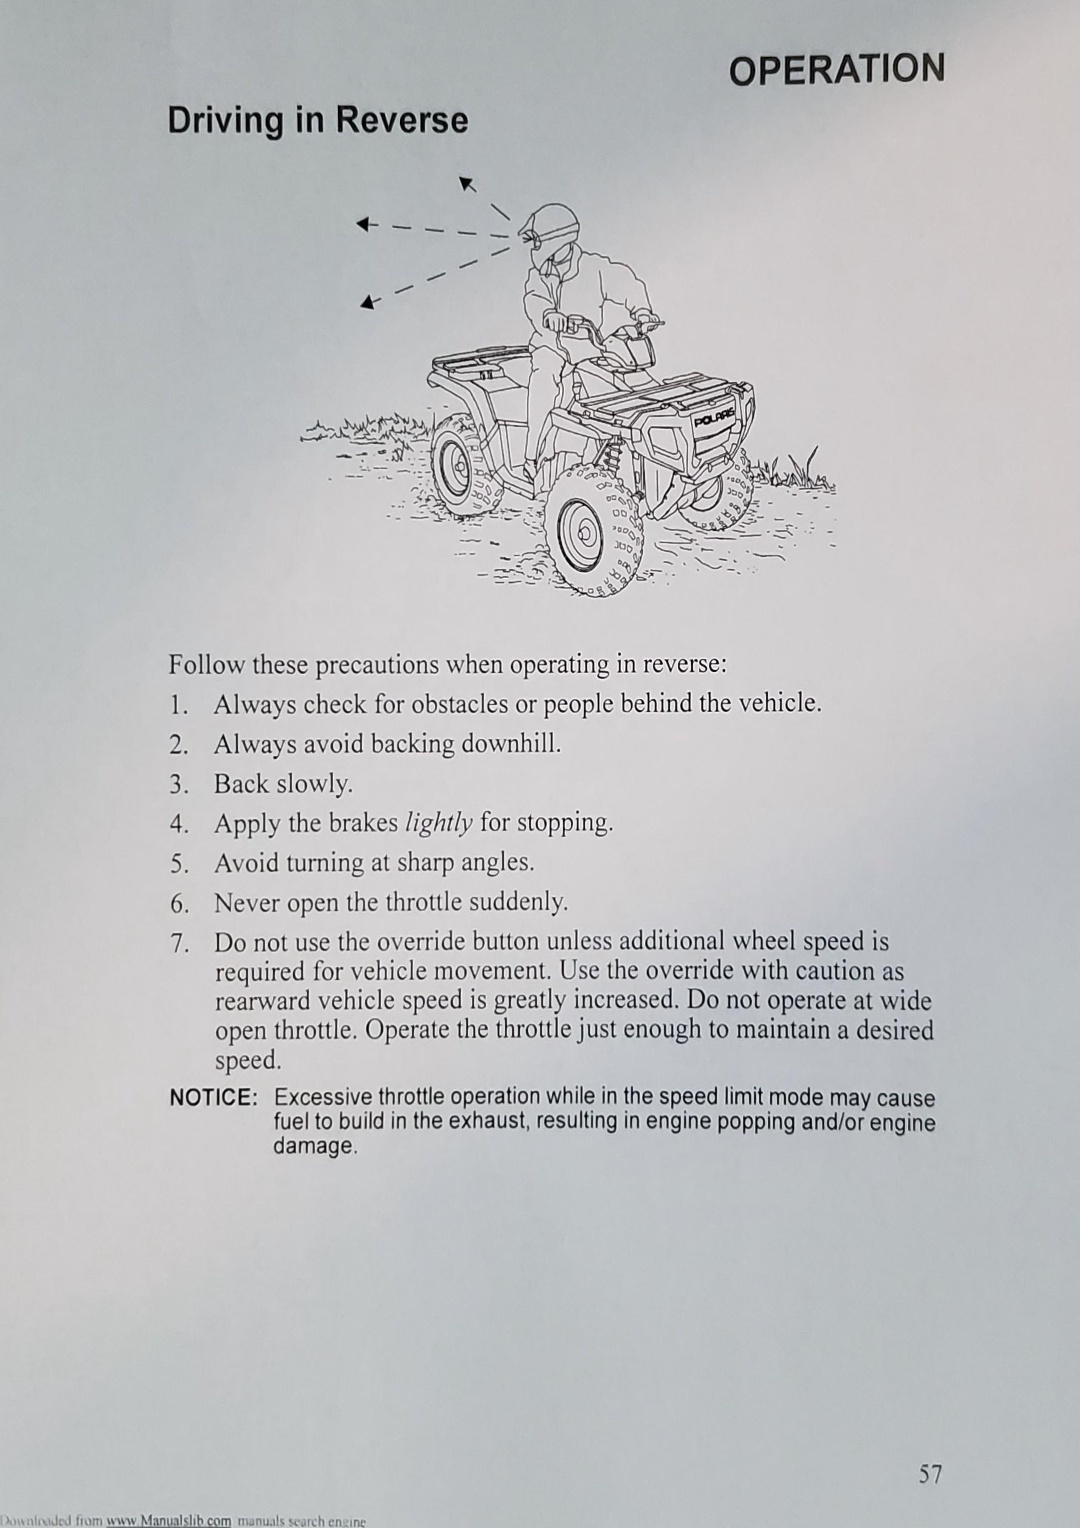 OPERATION
Driving in Reverse
POLARIS
Follow these precautions when operating in reverse:
1. Always check for obstacles or people behind the vehicle.
2. Always avoid backing downhill.
3. Back slowly.
4. Apply the brakes lightly for stopping.
5. Avoid turning at sharp angles.
6. Never open the throttle suddenly.
7. Do not use the override button unless additional wheel speed is
required for vehicle movement. Use the override with caution as
rearward vehicle speed is greatly increased. Do not operate at wide
open throttle. Operate the throttle just enough to maintain a desired
speed.
NOTICE: Excessive throttle operation while in the speed limit mode may cause
fuel to build in the exhaust, resulting in engine popping and/or engine
damage.
57
Downloaded from www.Manualslib.com manuals search engine